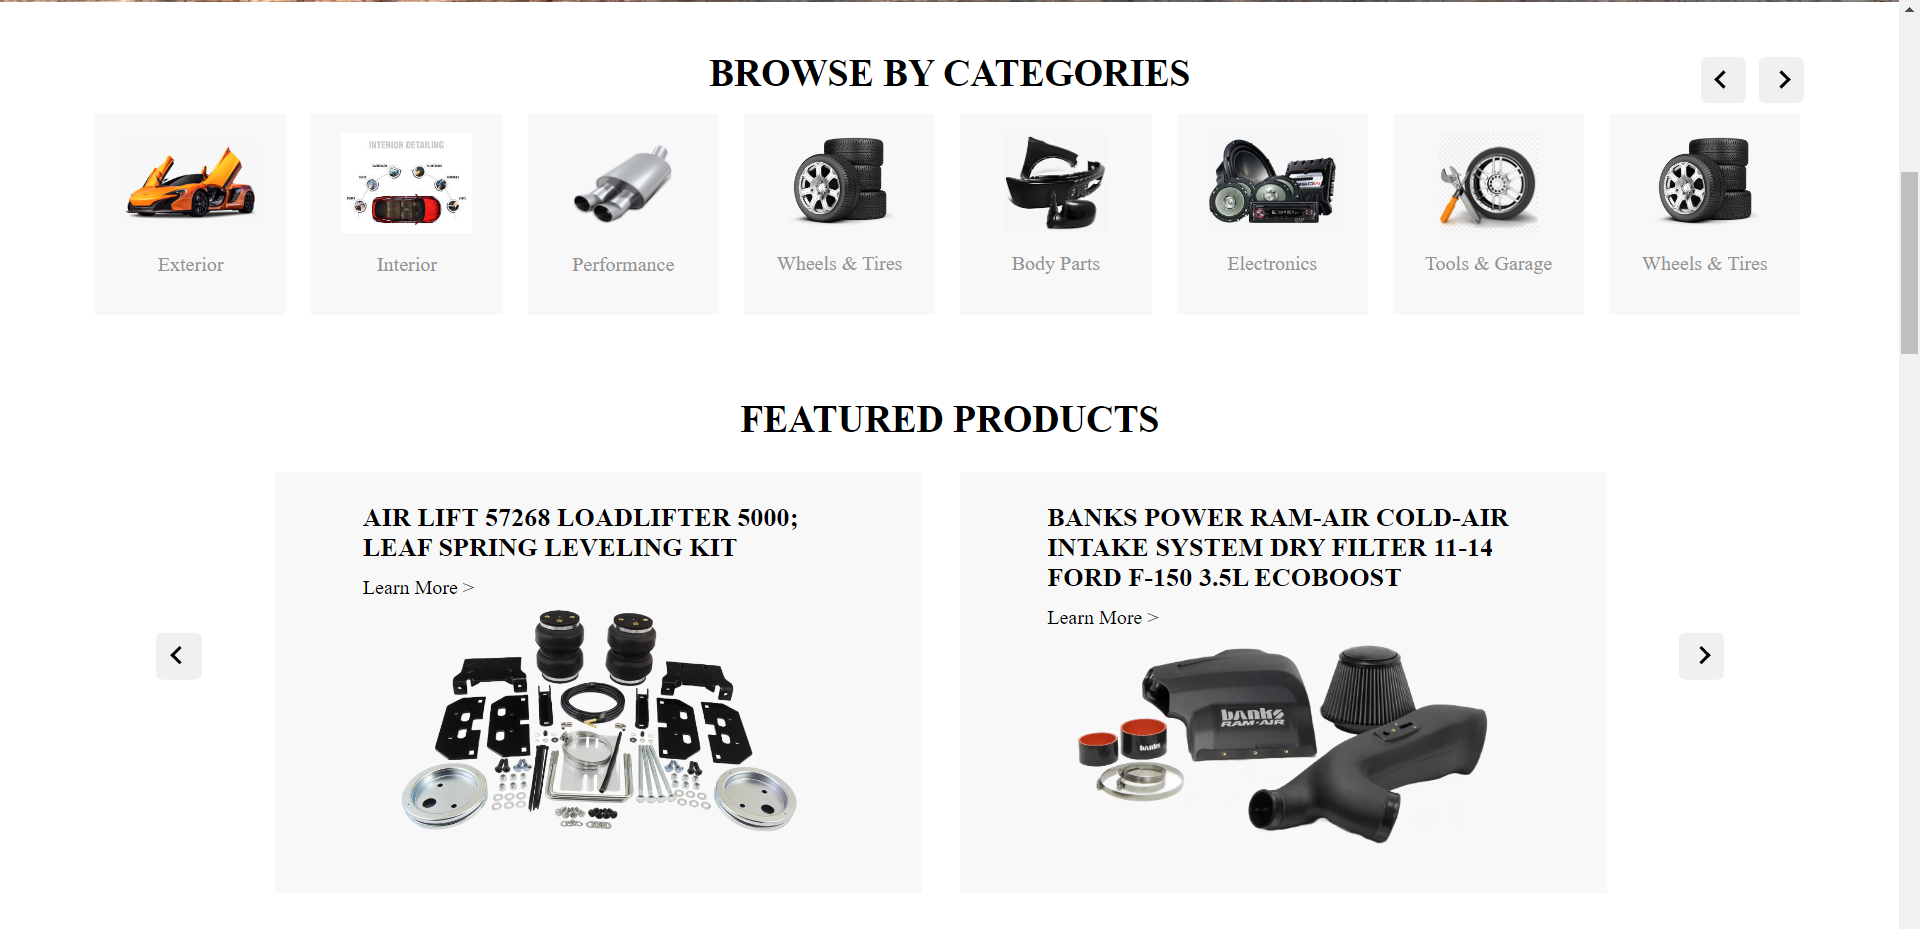 BROWSE BY CATEGORIES
INTERIOR DETAILING
Exterior
Interior
Performance
Wheels & Tires
Body Parts
Electronics
Tools & Garage
Wheels & Tires
FEATURED PRODUCTS
AIR LIFT 57268 LOADLIFTER 5000;
LEAF SPRING LEVELING KIT
Learn More >
BANKS POWER RAM-AIR COLD-AIR
INTAKE SYSTEM DRY FILTER 11-14
FORD F-150 3.5L ECOBOOST
Learn More >
banks
RAM-AIR
banks